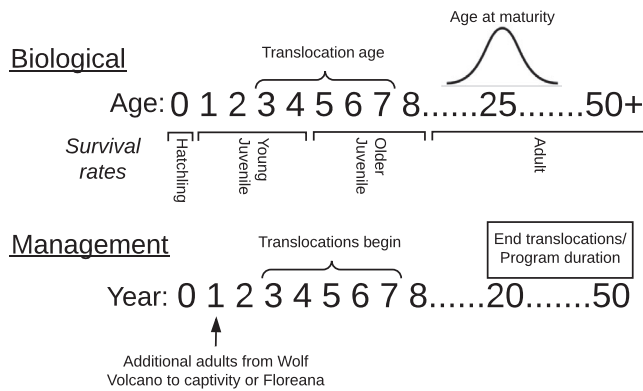 Age at maturity
Biological
Translocation age
Age: 0 1 2 3 4 5 6 7 8......25.......50+
Survival
rates
Hatchling
Young
Juvenile
Older
Juvenile
Adult
Management
Translocations begin
End translocations/
Program duration
Year: 0 1 2 3 4 5 6 7 8......20.......50
Additional adults from Wolf
Volcano to captivity or Floreana